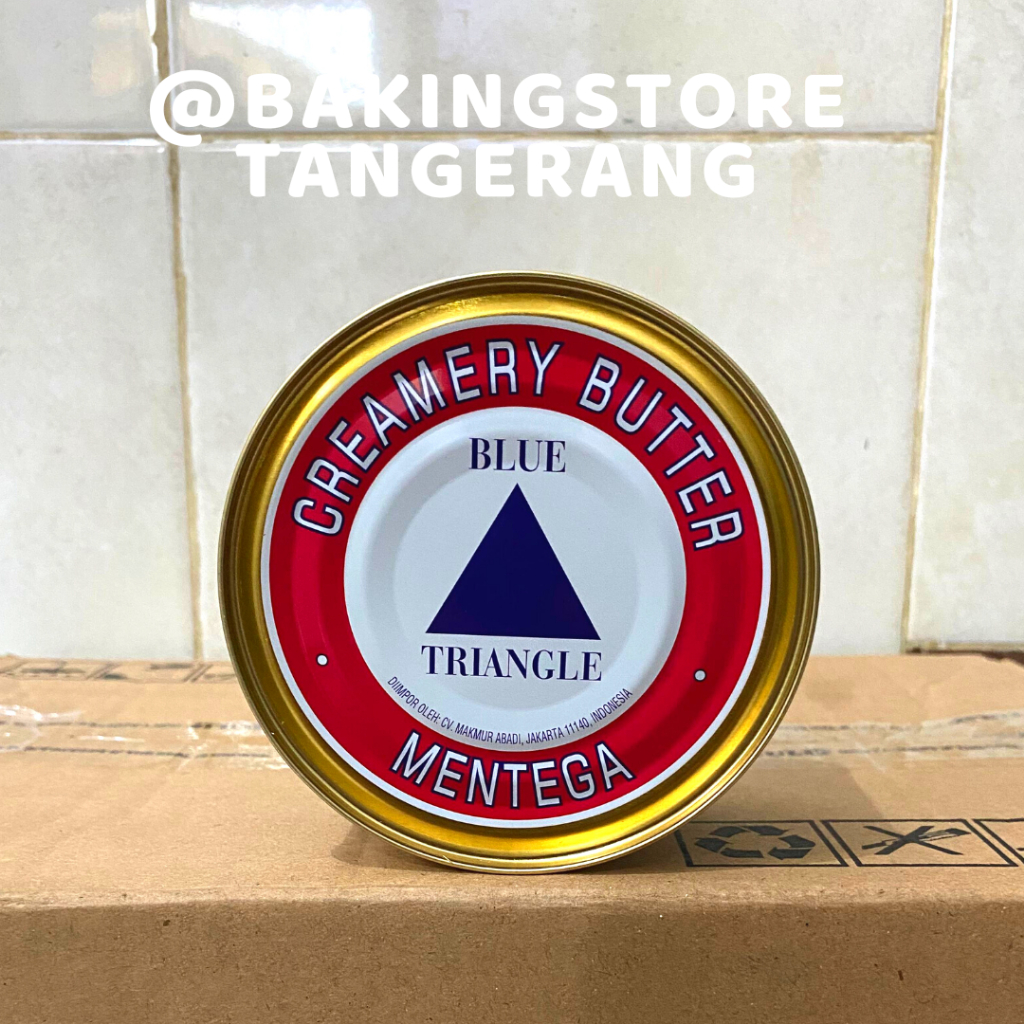 @BAKINGSTORE
TANGERANG
CREAMERY BUTTER
BLUE
TRIANGLE
DIIMPOR OLEH: CV. MAKMUR ABADI, JAKARTA 11140, INDONESIA
MENTEGA